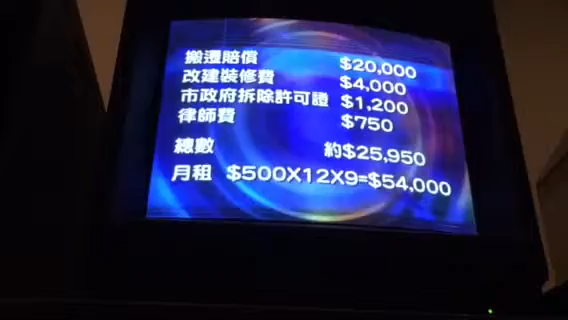 搬遷賠償 $20,000
改建裝修費 $4,000
市政府拆除許可證 $1,200
律師費 $750
總數 約$25,950
月租 $500X12X9=$54,000